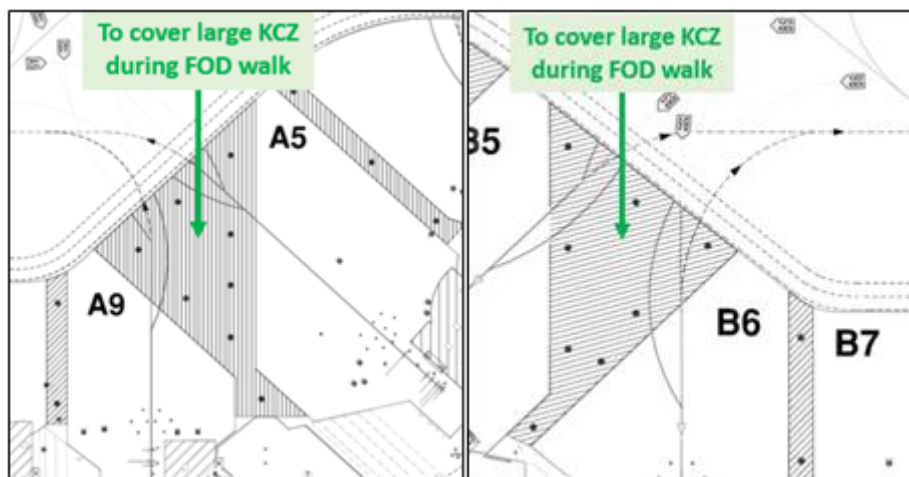 To cover large KCZ
during FOD walk
A5
A9
To cover large KCZ
during FOD walk
B5
B6
B7